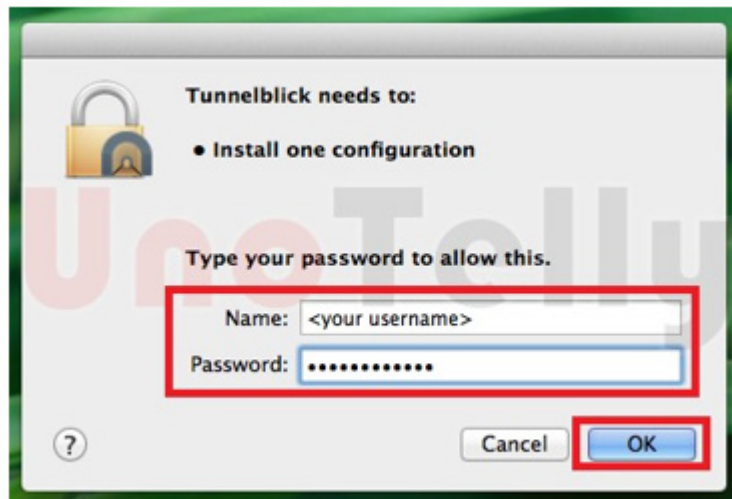 Tunnelblick needs to:
• Install one configuration
UnoTelly
Type your password to allow this.
Name: <your username>
Password: ••••••••••••
? Cancel OK